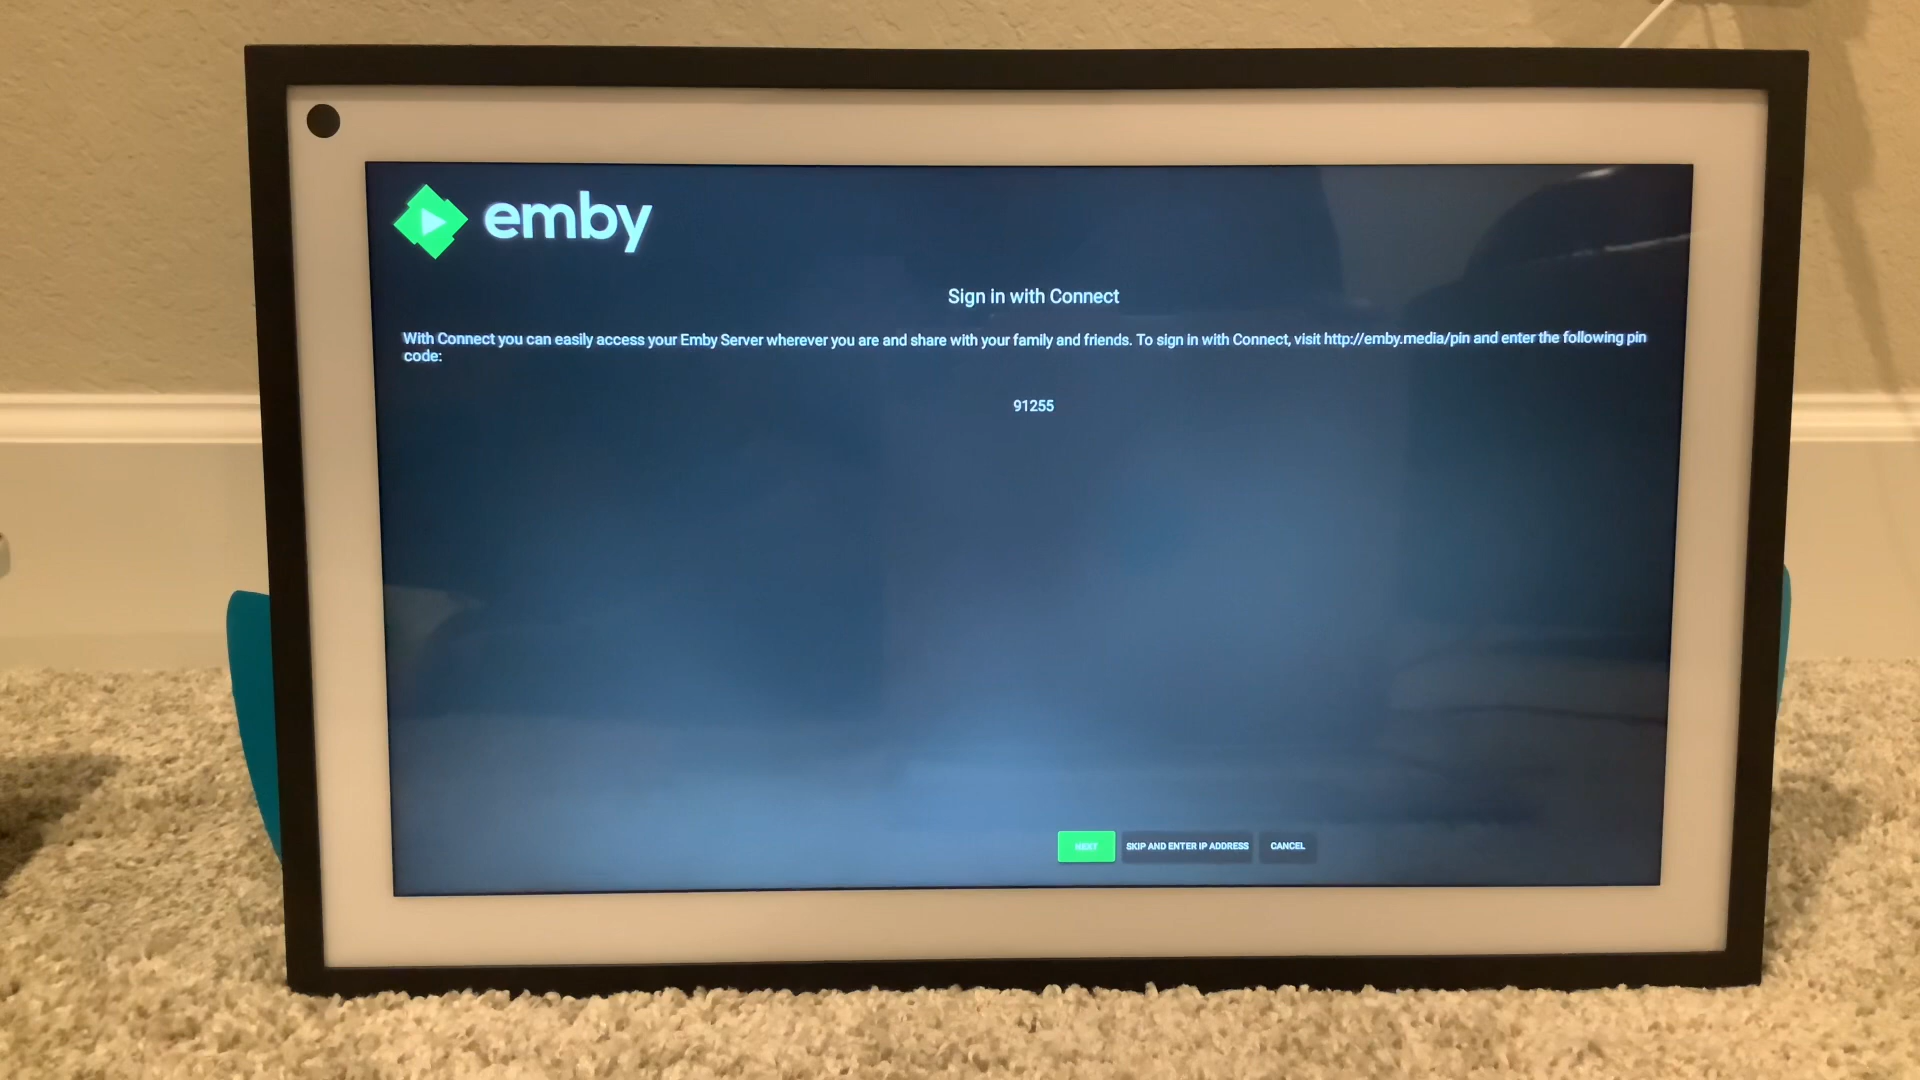 emby
Sign in with Connect
With Connect you can easily access your Emby Server wherever you are and share with your family and friends. To sign in with Connect, visit http://emby.media/pin and enter the following pin
code:
91255
NEXT SKIP AND ENTER IP ADDRESS CANCEL